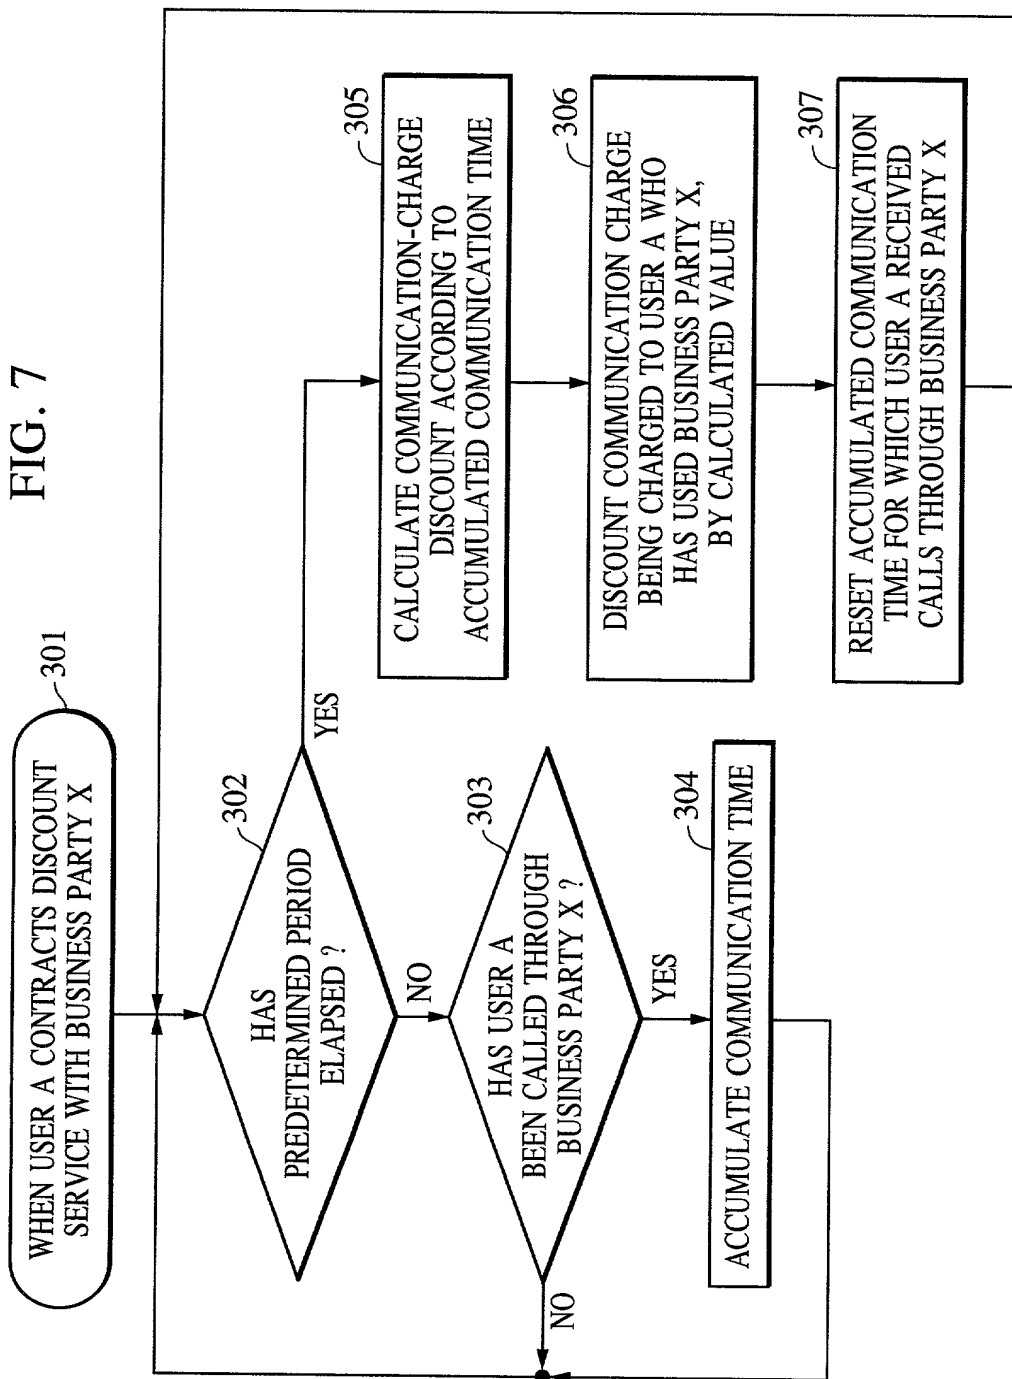 FIG. 7
301
WHEN USER A CONTRACTS DISCOUNT
SERVICE WITH BUSINESS PARTY X
302
HAS
PREDETERMINED PERIOD
ELAPSED ?
YES
NO
303
HAS USER A
BEEN CALLED THROUGH
BUSINESS PARTY X ?
NO
YES
304
ACCUMULATE COMMUNICATION TIME
305
CALCULATE COMMUNICATION-CHARGE
DISCOUNT ACCORDING TO
ACCUMULATED COMMUNICATION TIME
306
DISCOUNT COMMUNICATION CHARGE
BEING CHARGED TO USER A WHO
HAS USED BUSINESS PARTY X,
BY CALCULATED VALUE
307
RESET ACCUMULATED COMMUNICATION
TIME FOR WHICH USER A RECEIVED
CALLS THROUGH BUSINESS PARTY X